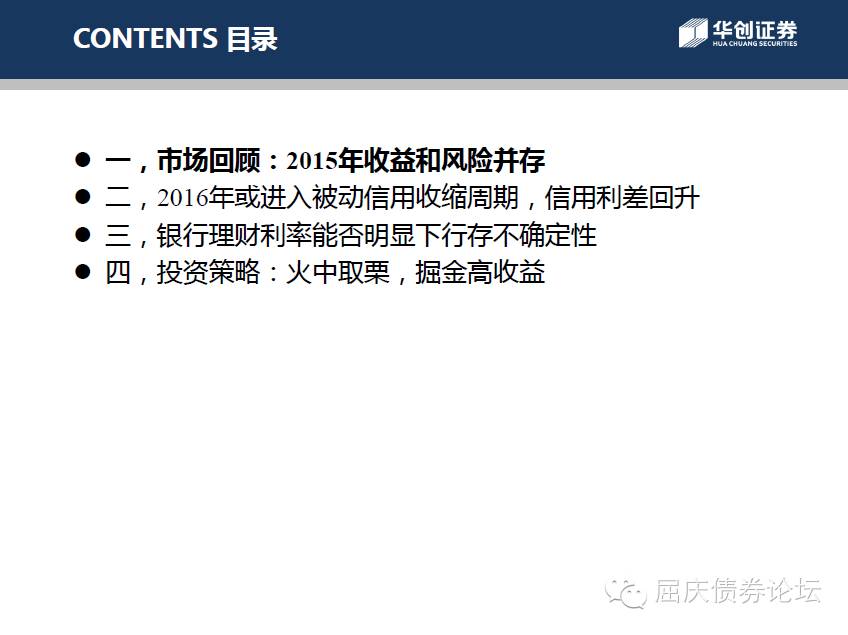 CONTENTS 目录
华创证券
HUA CHUANG SECURITIES
● 一，市场回顾：2015年收益和风险并存
● 二，2016年或进入被动信用收缩周期，信用利差回升
● 三，银行理财利率能否明显下行存不确定性
● 四，投资策略：火中取栗，掘金高收益
屈庆债券论坛